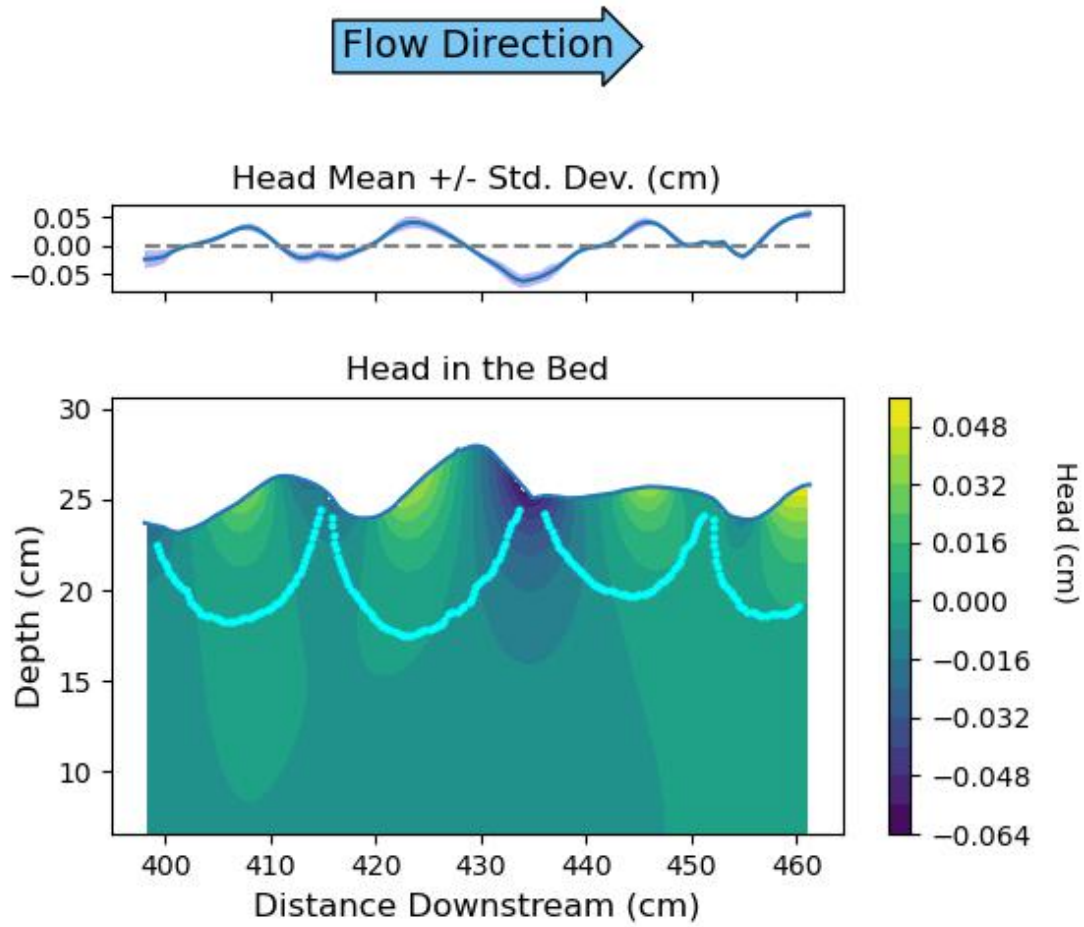 Flow Direction
Head Mean +/- Std. Dev. (cm)
0.05
0.00
−0.05
Head in the Bed
30
25
20
15
10
Depth (cm)
400 410 420 430 440 450 460
Distance Downstream (cm)
0.048
0.032
0.016
0.000
−0.016
−0.032
−0.048
−0.064
Head (cm)